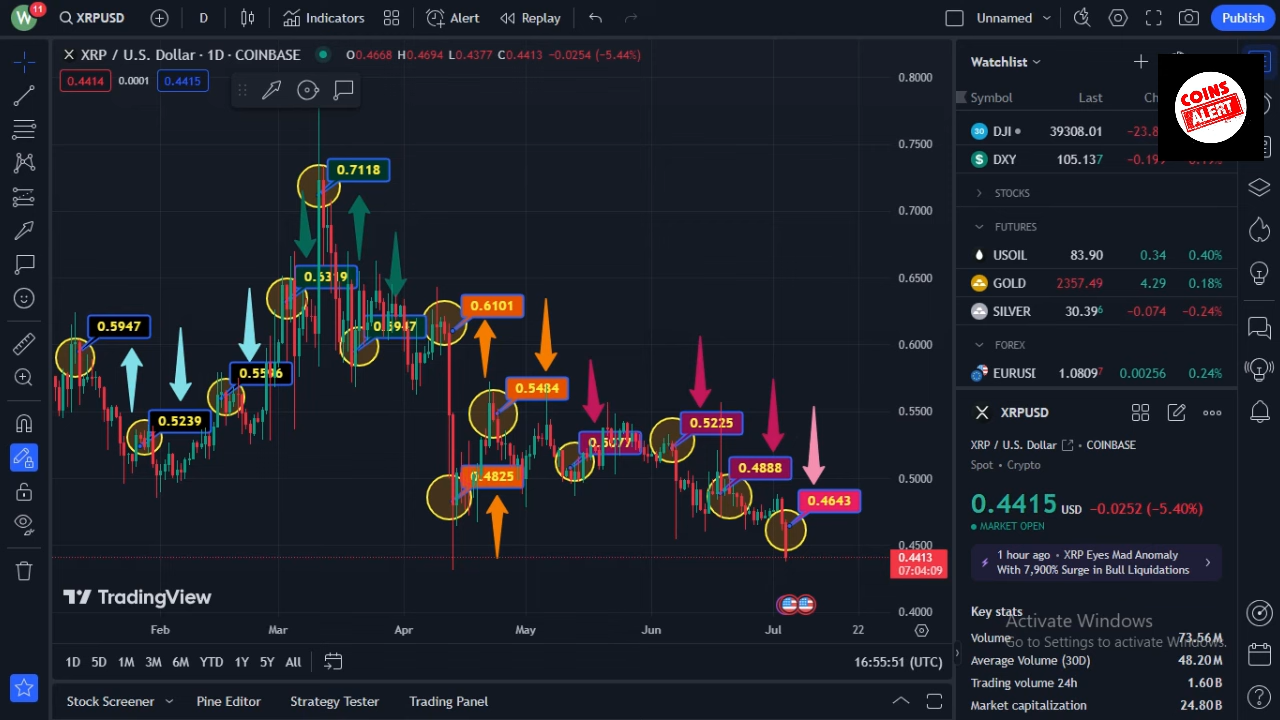 W 11 XRPUSD D Indicators Alert Replay Unnamed Publish
XRP / U.S. Dollar · 1D · COINBASE O0.4668 H0.4694 L0.4377 C0.4413 −0.0254 (−5.44%)
0.4414 0.0001 0.4415
0.8000
0.7500
0.7000
0.6500
0.6000
0.5500
0.5000
0.4500
0.4413
07:04:09
0.4000
0.7118
0.6319
0.5947
0.5947
0.6101
0.5596
0.5484
0.5239
0.5077
0.5225
0.4825
0.4888
0.4643
TradingView
Feb Mar Apr May Jun Jul 22
1D 5D 1M 3M 6M YTD 1Y 5Y All 16:55:51 (UTC)
Stock Screener Pine Editor Strategy Tester Trading Panel
Watchlist
COINS
ALERT
Symbol Last
30 DJI 39308.01 −23.8
$ DXY 105.137
STOCKS
FUTURES
USOIL 83.90 0.34 0.40%
GOLD 2357.49 4.29 0.18%
SILVER 30.396 −0.074 −0.24%
FOREX
EURUSI 1.08097 0.00256 0.24%
XRPUSD
XRP / U.S. Dollar COINBASE
Spot • Crypto
0.4415 USD −0.0252 (−5.40%)
MARKET OPEN
1 hour ago • XRP Eyes Mad Anomaly
With 7,900% Surge in Bull Liquidations
Key stats
Activate Windows
Go to Settings to activate Windows.
Volume 73.56M
Average Volume (30D) 48.20M
Trading volume 24h 1.60B
Market capitalization 24.80B